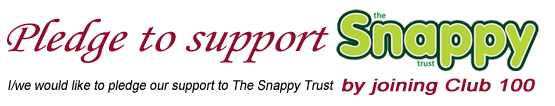 Pledge to support
the
Snappy
trust
I/we would like to pledge our support to The Snappy Trust by joining Club 100